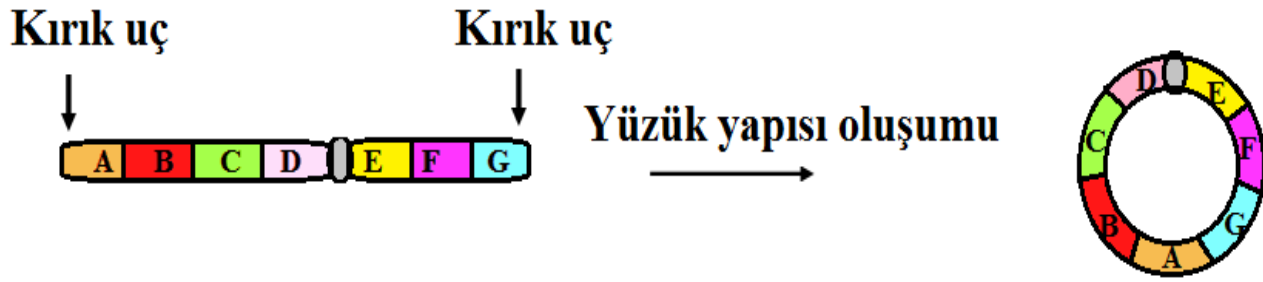 Kırık uç
Kırık uç
A B C D E F G
Yüzük yapısı oluşumu
D E
C F
B G
A